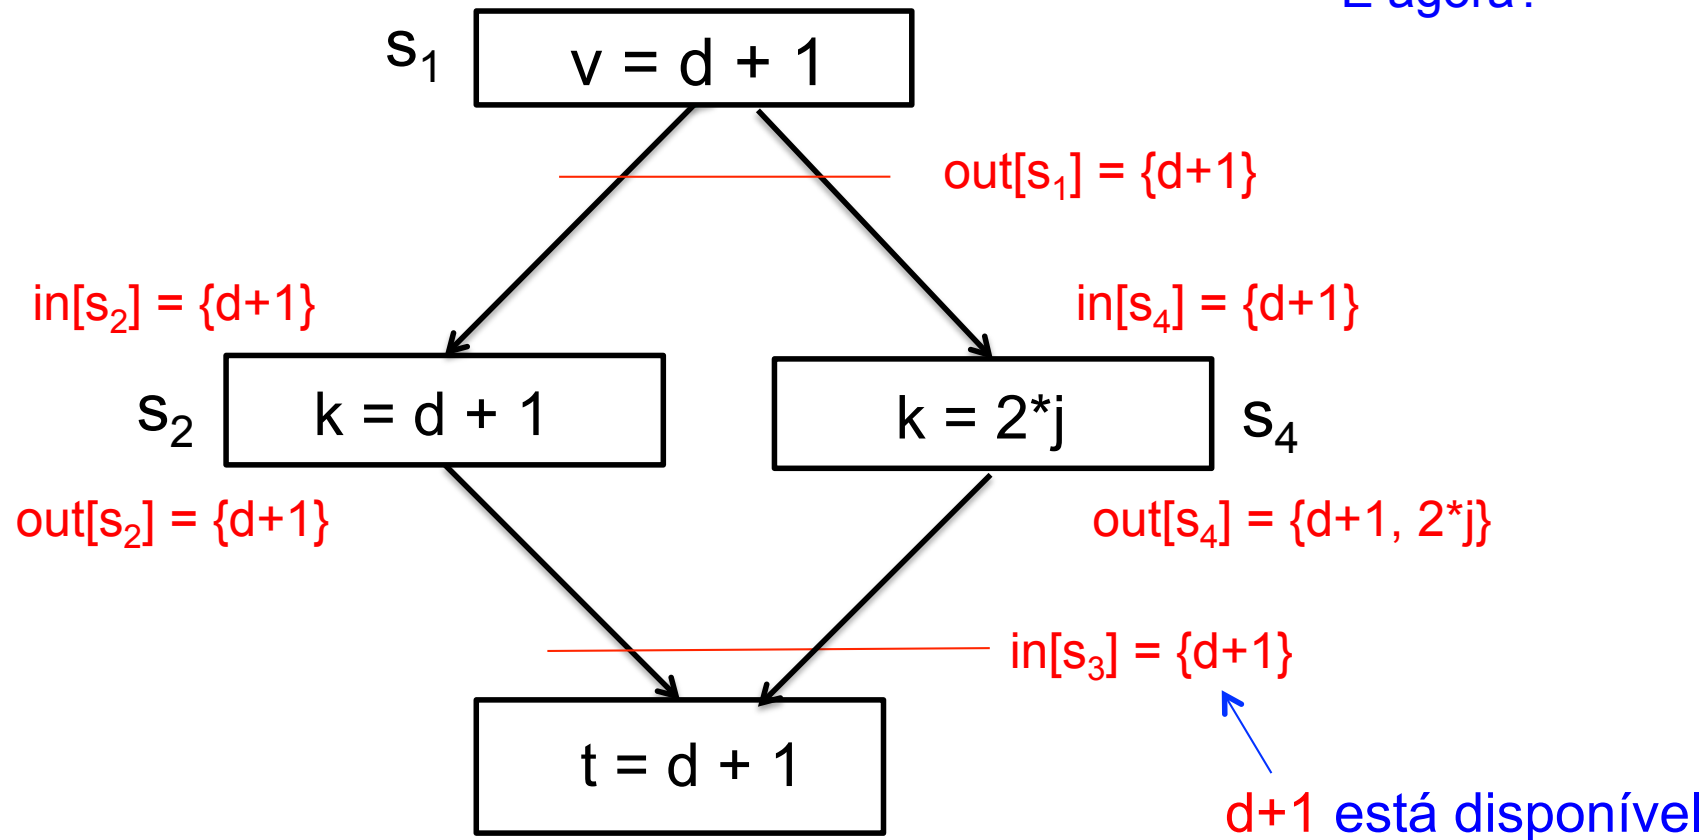 E agora?
s₁
v = d + 1
out[s₁] = {d+1}
in[s₂] = {d+1}
in[s₄] = {d+1}
s₂
k = d + 1
k = 2*j
s₄
out[s₂] = {d+1}
out[s₄] = {d+1, 2*j}
in[s₃] = {d+1}
t = d + 1
d+1 está disponível